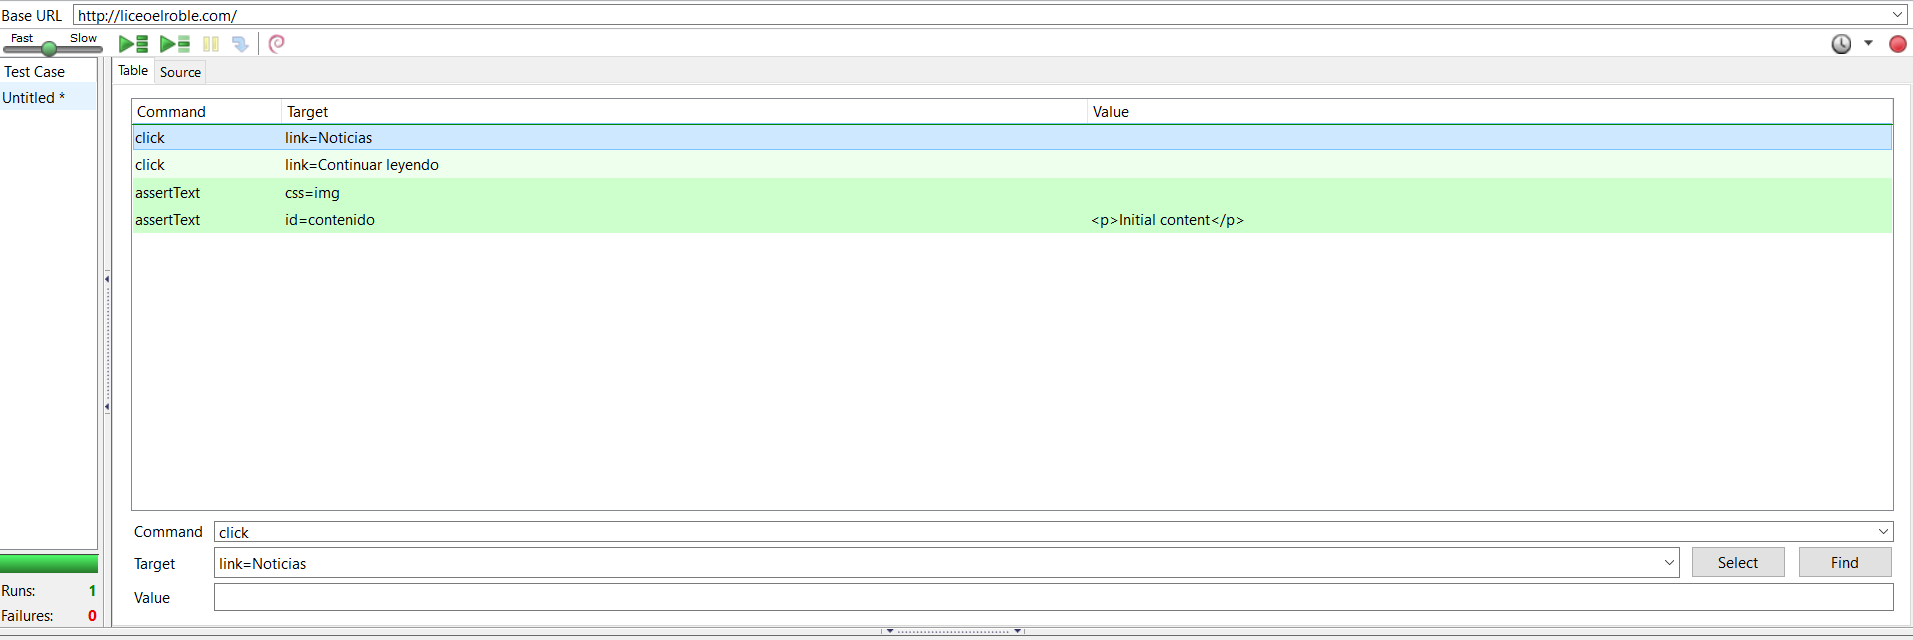 Base URL http://liceoelroble.com/
Fast Slow
Test Case
Untitled *
Table Source
Command Target Value
click link=Noticias
click link=Continuar leyendo
assertText css=img
assertText id=contenido <p>Initial content</p>
Command click
Target link=Noticias Select Find
Value
Runs: 1
Failures: 0